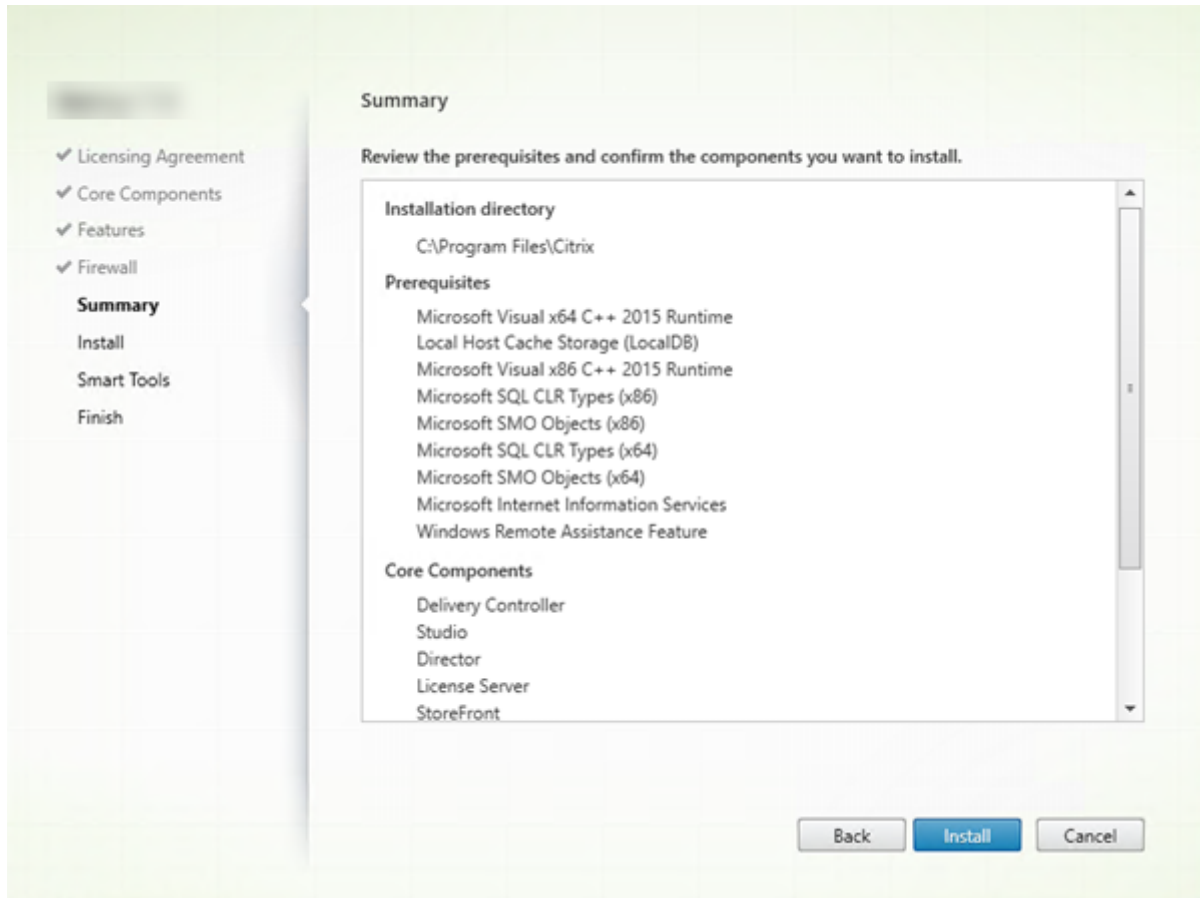 Licensing Agreement
Core Components
Features
Firewall
Summary
Install
Smart Tools
Finish
Summary
Review the prerequisites and confirm the components you want to install.
Installation directory
C:\Program Files\Citrix
Prerequisites
Microsoft Visual x64 C++ 2015 Runtime
Local Host Cache Storage (LocalDB)
Microsoft Visual x86 C++ 2015 Runtime
Microsoft SQL CLR Types (x86)
Microsoft SMO Objects (x86)
Microsoft SQL CLR Types (x64)
Microsoft SMO Objects (x64)
Microsoft Internet Information Services
Windows Remote Assistance Feature
Core Components
Delivery Controller
Studio
Director
License Server
StoreFront
Back Install Cancel